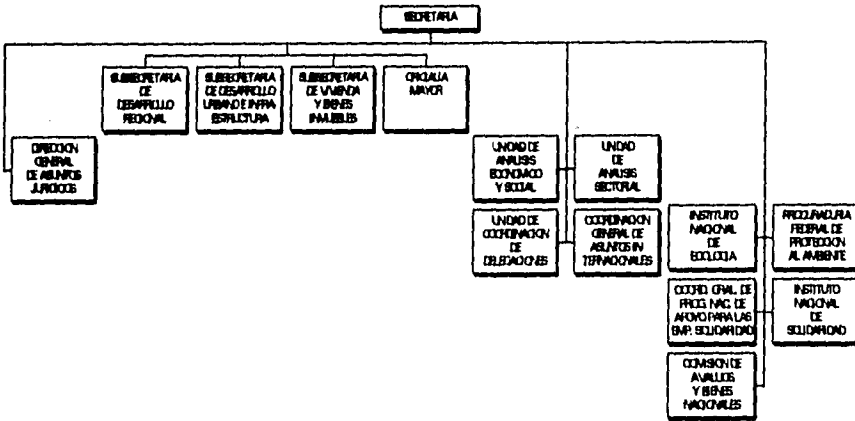 SECRETARIA
SUBSECRETARIA
DE
DESARROLLO
REGIONAL
SUBSECRETARIA
DE DESARROLLO
URBANO E INFRA
ESTRUCTURA
SUBSECRETARIA
DE VIVIENDA
Y BIENES
INMUEBLES
OFICIALIA
MAYOR
DIRECCION
GENERAL
DE ASUNTOS
JURIDICOS
UNIDAD DE
ANALISIS
ECONOMICO
Y SOCIAL
UNIDAD
DE
ANALISIS
SECTORIAL
UNIDAD DE
COORDINACION
DE
DELEGACIONES
COORDINACION
GENERAL DE
ASUNTOS IN
TERNACIONALES
INSTITUTO
NACIONAL
DE
ECOLOGIA
PROCURADURIA
FEDERAL DE
PROTECCION
AL AMBIENTE
COORD. GRAL. DE
PROG. NAC. DE
APOYO PARA LAS
EMP. SOLIDARIDAD
INSTITUTO
NACIONAL
DE
SOLIDARIDAD
COMISION DE
AVALUOS
Y BIENES
NACIONALES